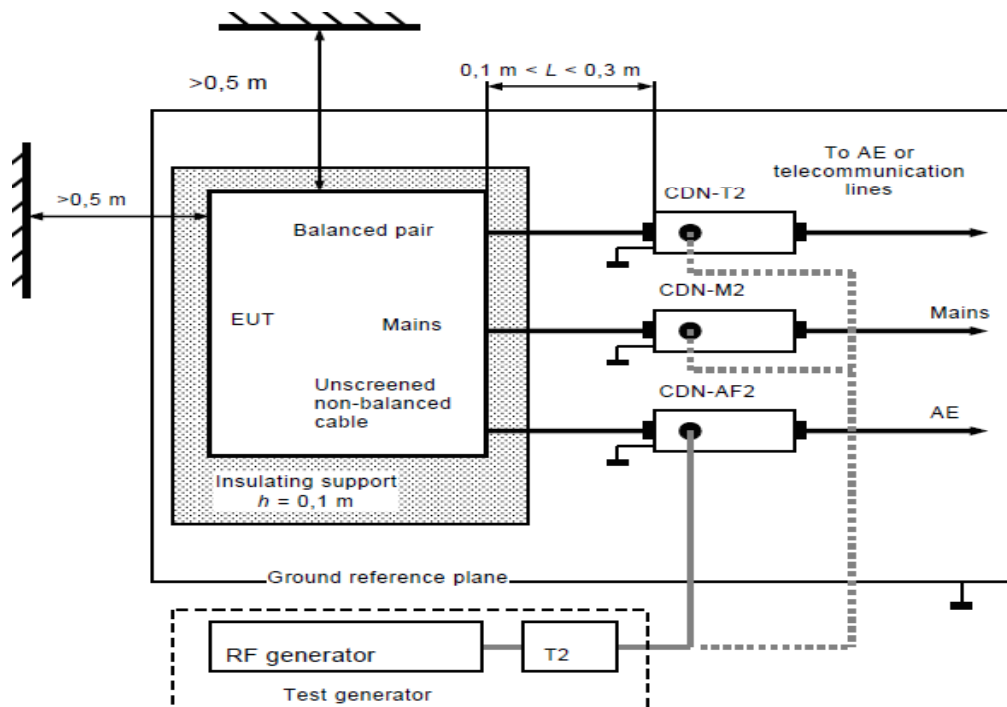 >0,5 m
0,1 m < L < 0,3 m
>0,5 m
To AE or
telecommunication
lines
CDN-T2
Balanced pair
CDN-M2
EUT
Mains
Mains
Unscreened
non-balanced
cable
CDN-AF2
AE
Insulating support
h = 0,1 m
Ground reference plane
RF generator
T2
Test generator